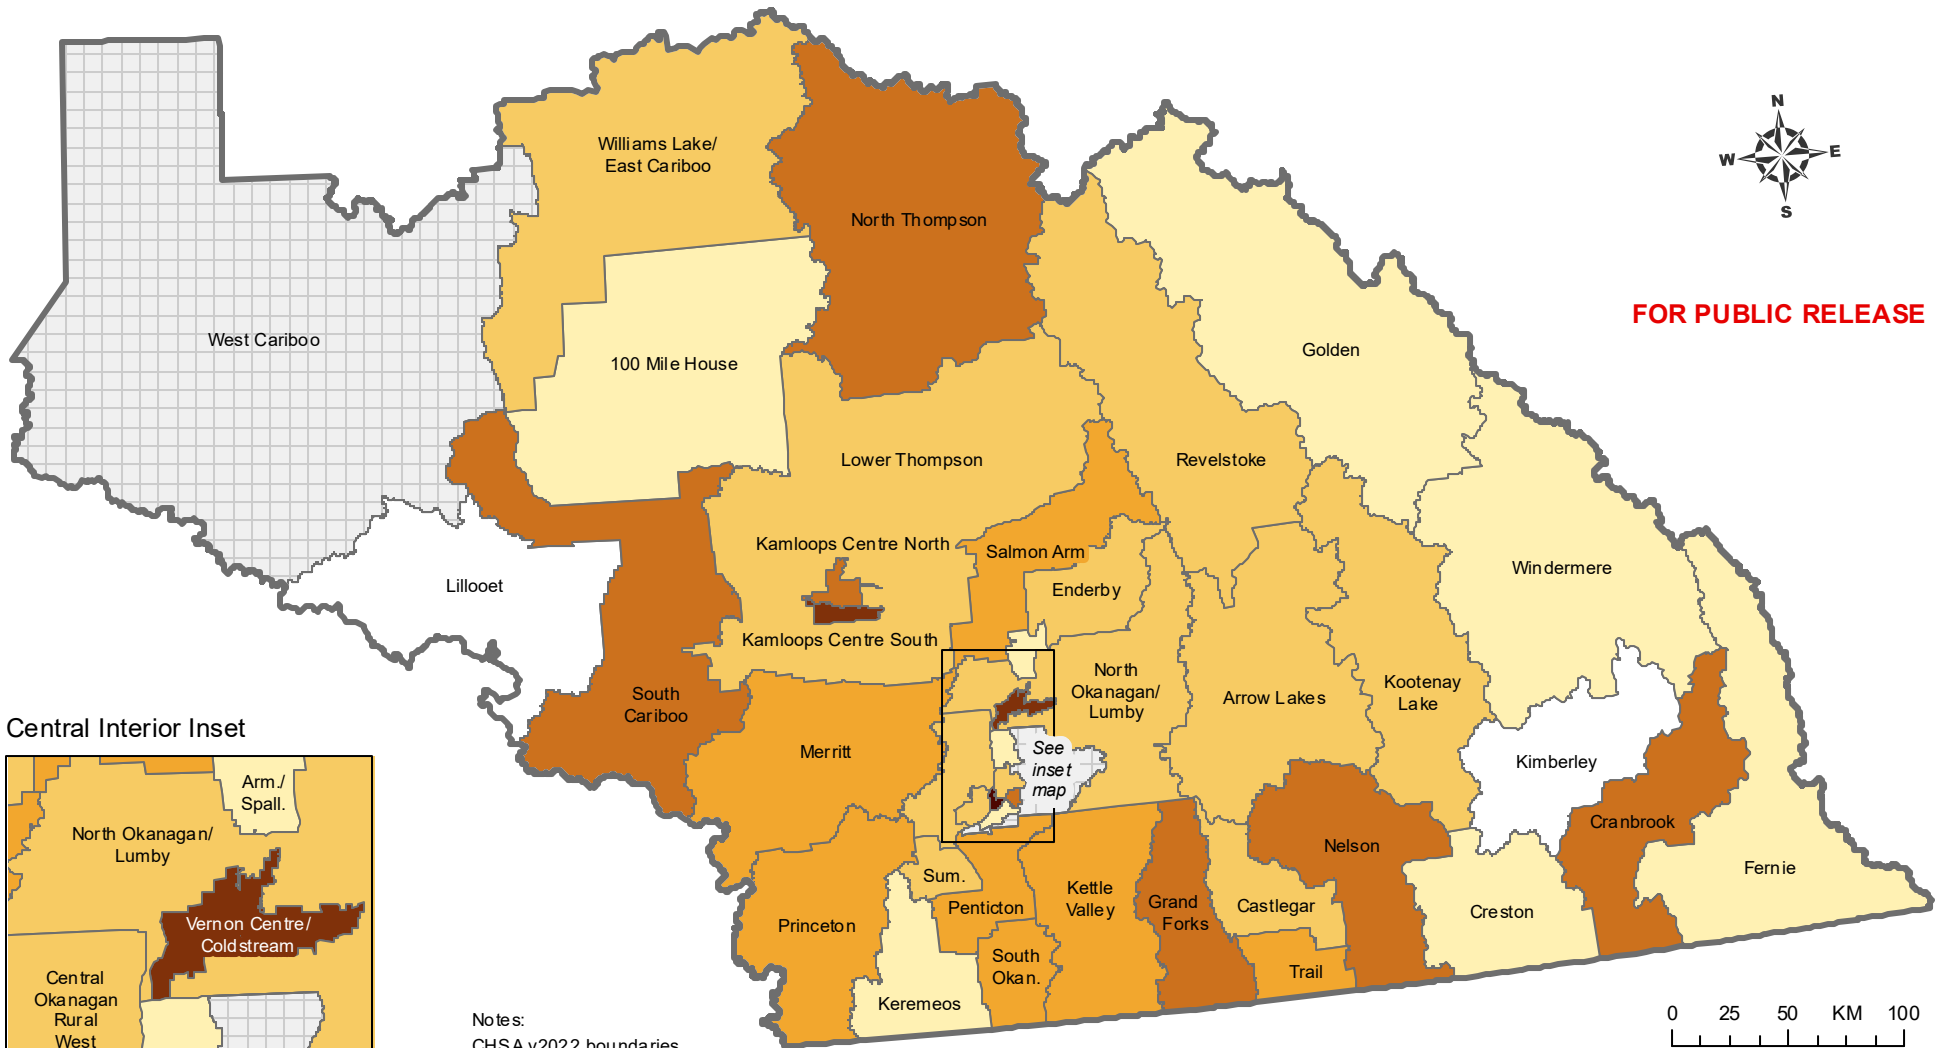 N
W
E
S
FOR PUBLIC RELEASE
Williams Lake/
East Cariboo
North Thompson
West Cariboo
100 Mile House
Golden
Lower Thompson
Revelstoke
Kamloops Centre North
Salmon Arm
Lillooet
Enderby
Windermere
Kamloops Centre South
North
Okanagan/
Lumby
Arrow Lakes
Kootenay
Lake
South
Cariboo
Merritt
See
inset
map
Kimberley
Cranbrook
Nelson
Fernie
Sum.
Kettle
Valley
Grand
Forks
Castlegar
Penticton
Princeton
Creston
South
Okan.
Trail
Keremeos
Central Interior Inset
Arm./
Spall.
North Okanagan/
Lumby
Vernon Centre/
Coldstream
Central
Okanagan
Rural
West
Notes:
CHSA v2022 boundaries
0 25 50 KM 100